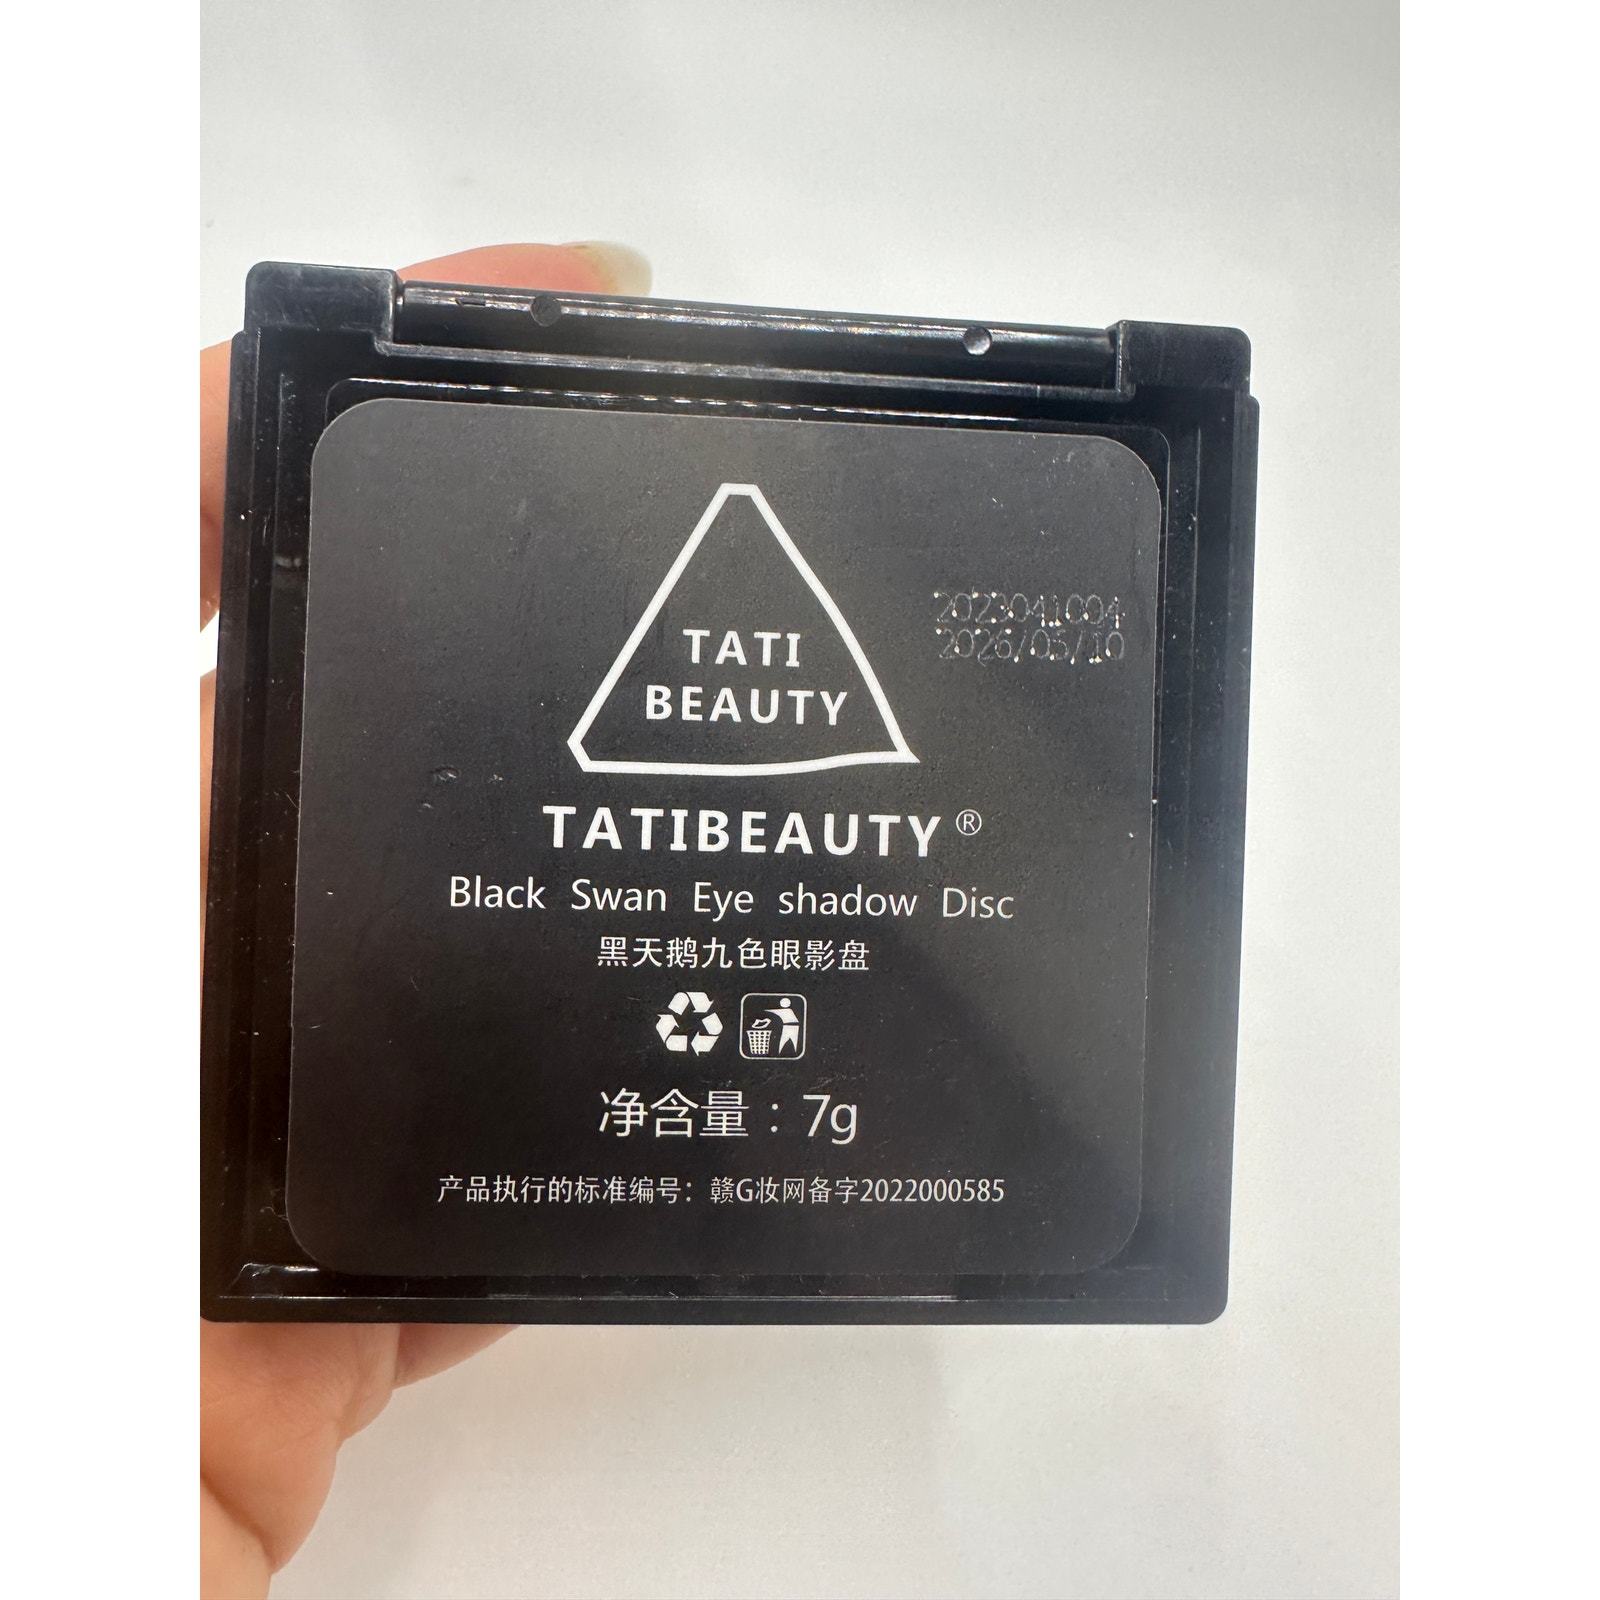 TATI
BEAUTY
2023041004
2026/05/10
TATIBEAUTY®
Black Swan Eye shadow Disc
黑天鹅九色眼影盘
净含量：7g
产品执行的标准编号：赣G妆网备字2022000585